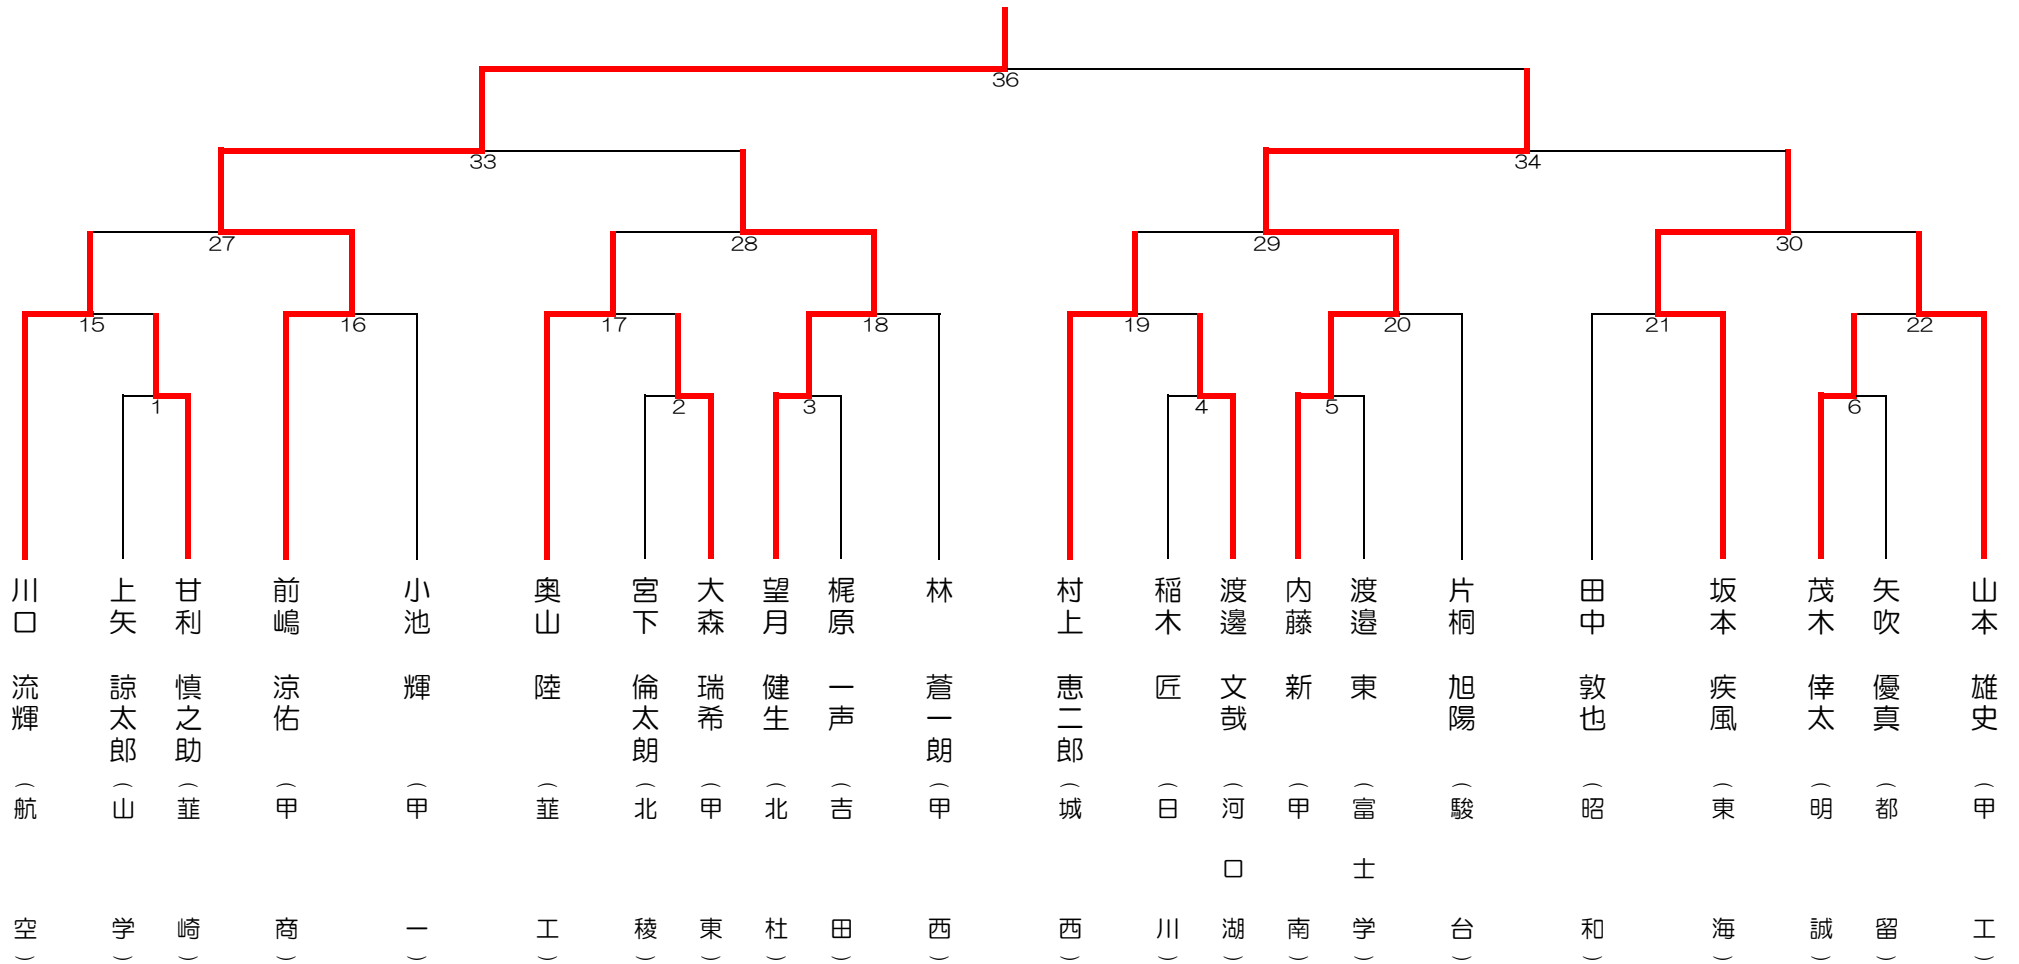 36
33
34
27
28
29
30
15
16
17
18
19
20
21
22
1
2
3
4
5
6
川口 流輝 (航空)
上矢 諒太郎 (山学)
甘利 慎之助 (韮崎)
前嶋 涼佑 (甲商)
小池 輝 (甲一)
奥山 陸 (韮工)
宮下 倫太朗 (北稜)
大森 瑞希 (甲東)
望月 健生 (北杜)
梶原 一声 (吉田)
林 蒼一朗 (甲西)
村上 恵二郎 (城西)
稲木 匠 (日川)
渡邊 文哉 (河口湖)
内藤 新 (甲南)
渡邉 東 (富士学)
片桐 旭陽 (駿台)
田中 敦也 (昭和)
坂本 疾風 (東海)
茂木 倖太 (明誠)
矢吹 優真 (都留)
山本 雄史 (甲工)